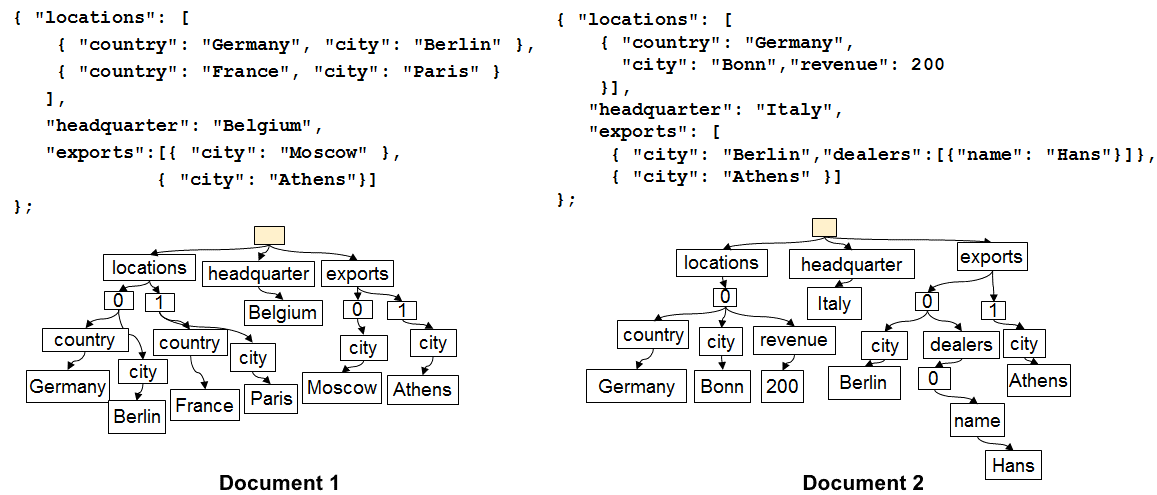 { "locations": [
{ "country": "Germany", "city": "Berlin" },
{ "country": "France", "city": "Paris" }
],
"headquarter": "Belgium",
"exports":[{ "city": "Moscow" },
{ "city": "Athens"}]
};
locations headquarter exports
0 1 0 1
Belgium
country country city city
city city
Germany Berlin France Paris Moscow Athens
Document 1
{ "locations": [
{ "country": "Germany",
"city": "Bonn","revenue": 200
}],
"headquarter": "Italy",
"exports": [
{ "city": "Berlin","dealers":[{"name": "Hans"}]},
{ "city": "Athens" }]
};
locations headquarter exports
0 Italy 0 1
country city revenue city dealers city
Germany Bonn 200 Berlin 0 Athens
name
Hans
Document 2